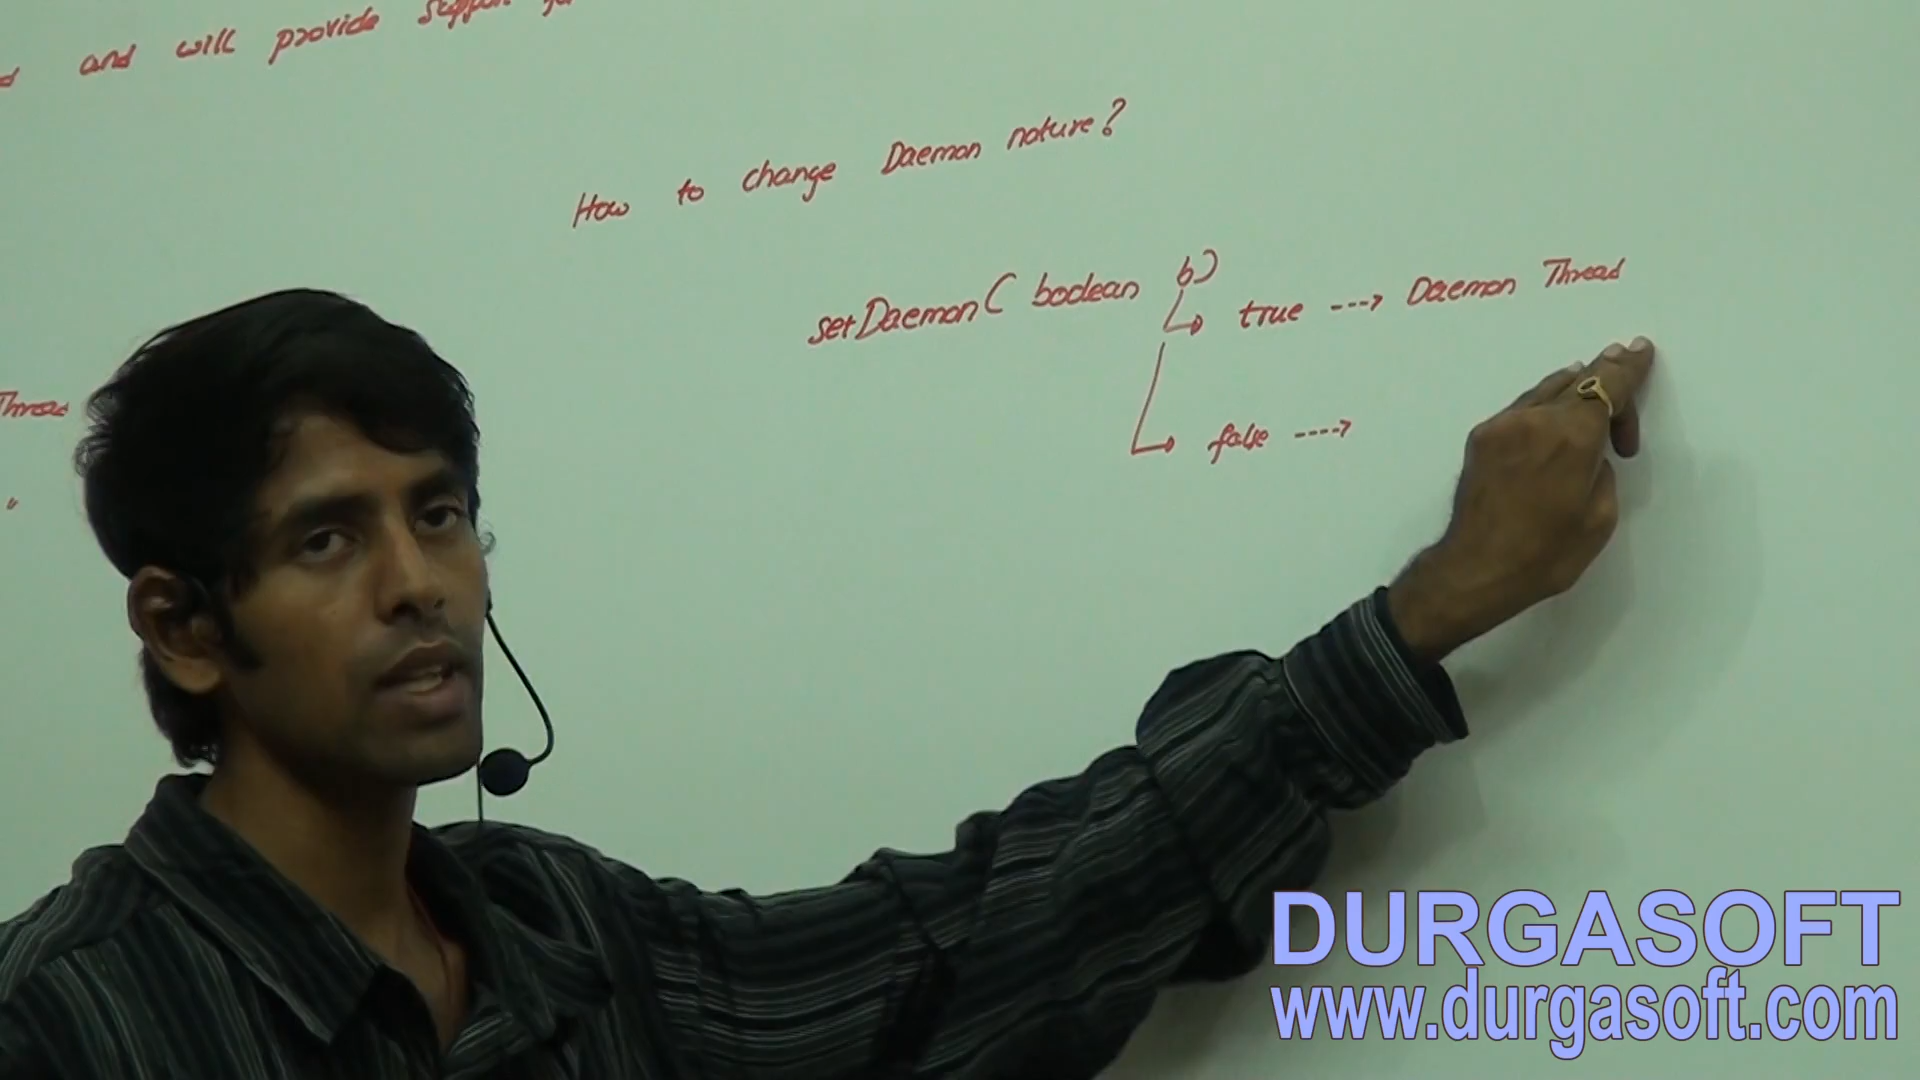 and will provide
How to change Daemon nature?
setDaemon( boolean b)
true ---> Daemon Thread
Thread
false ---->
"
DURGASOFT
www.durgasoft.com